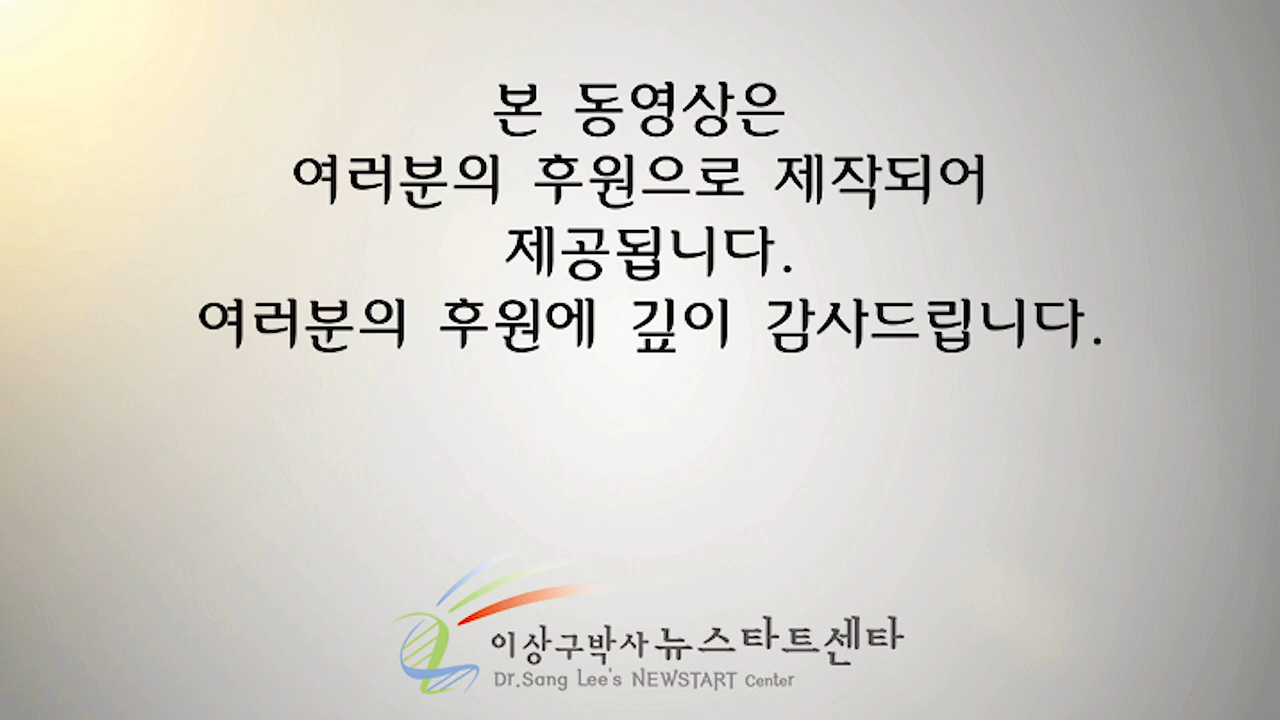 본 동영상은
여러분의 후원으로 제작되어
제공됩니다.
여러분의 후원에 깊이 감사드립니다.
이상구박사 뉴스타트센타
Dr.Sang Lee's NEWSTART Center